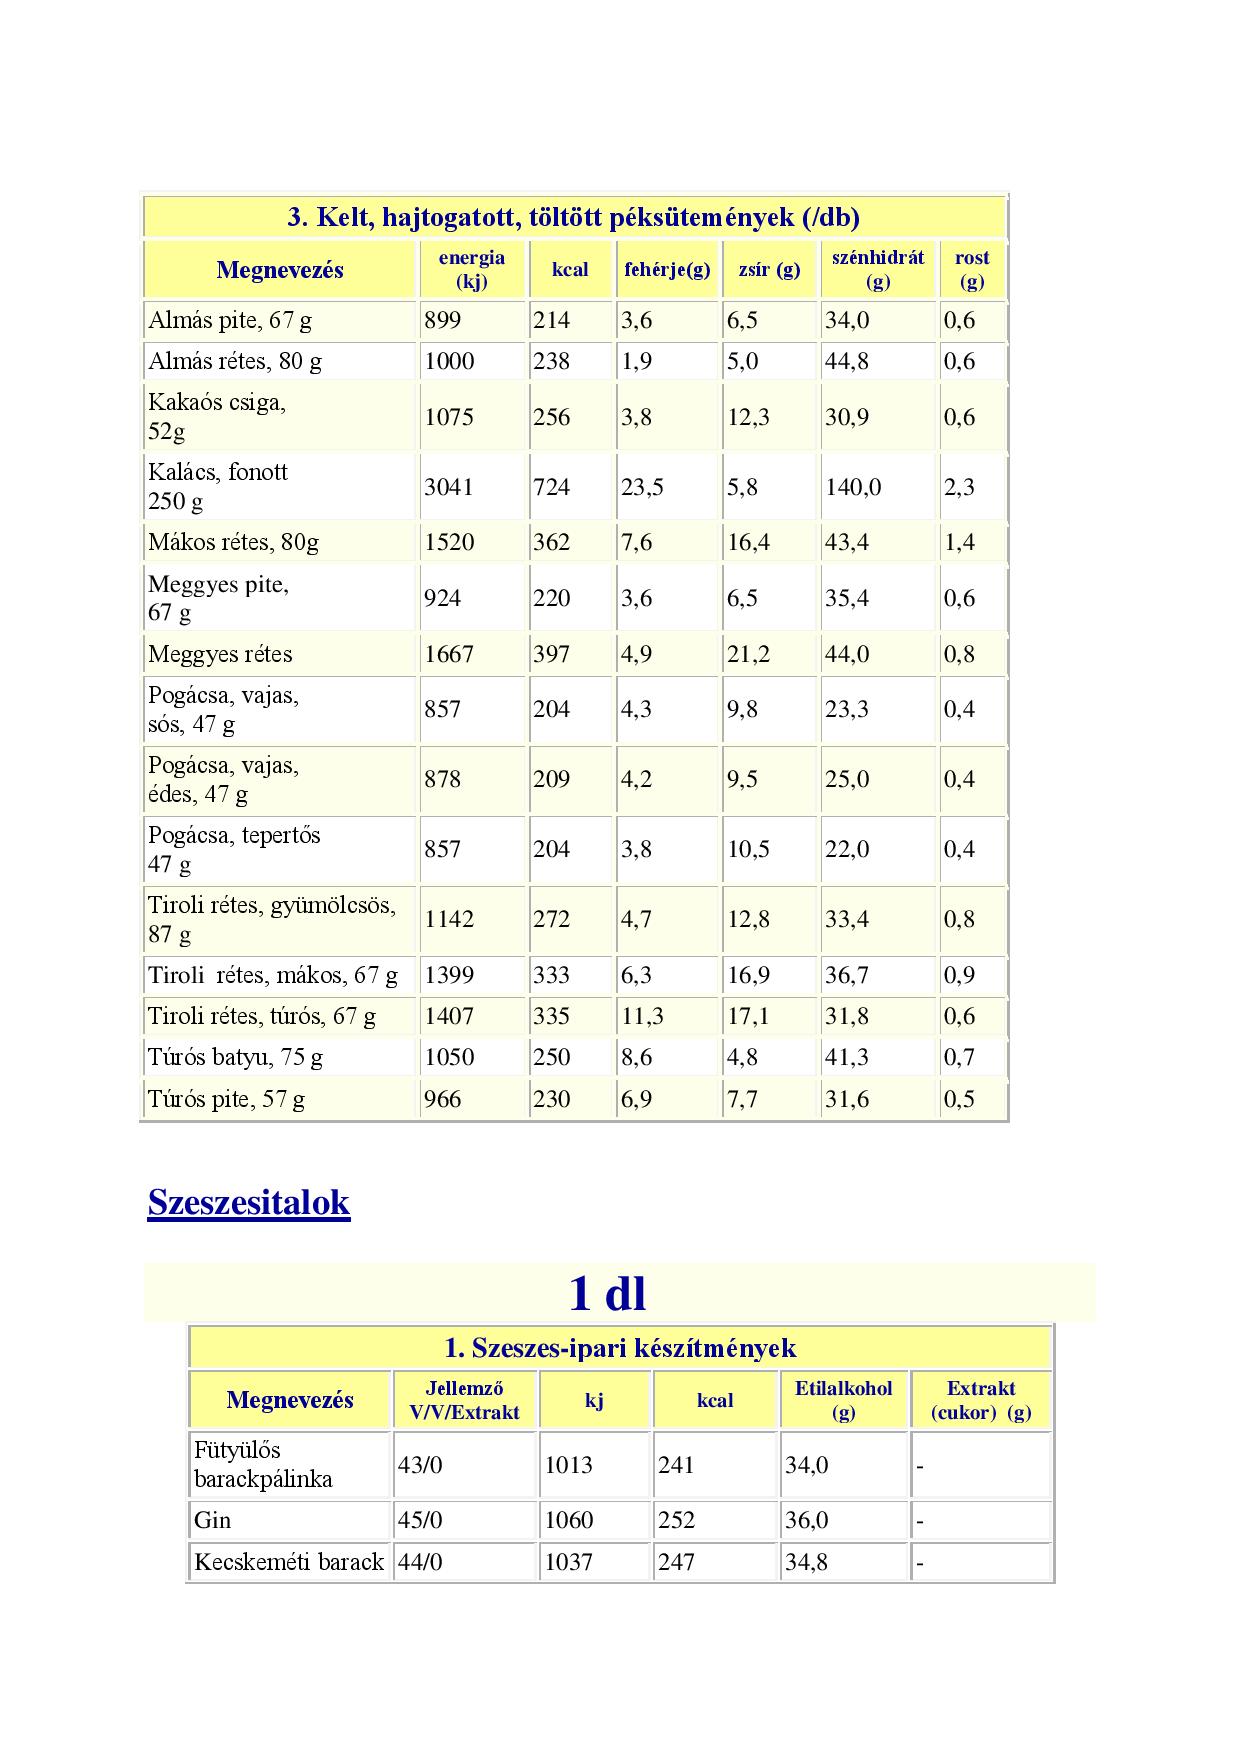 3. Kelt, hajtogatott, töltött péksütemények (/db)
Megnevezés energia (kj) kcal fehérje(g) zsír (g) szénhidrát (g) rost (g)
Almás pite, 67 g 899 214 3,6 6,5 34,0 0,6
Almás rétes, 80 g 1000 238 1,9 5,0 44,8 0,6
Kakaós csiga,
52g 1075 256 3,8 12,3 30,9 0,6
Kalács, fonott
250 g 3041 724 23,5 5,8 140,0 2,3
Mákos rétes, 80g 1520 362 7,6 16,4 43,4 1,4
Meggyes pite,
67 g 924 220 3,6 6,5 35,4 0,6
Meggyes rétes 1667 397 4,9 21,2 44,0 0,8
Pogácsa, vajas,
sós, 47 g 857 204 4,3 9,8 23,3 0,4
Pogácsa, vajas,
édes, 47 g 878 209 4,2 9,5 25,0 0,4
Pogácsa, tepertős
47 g 857 204 3,8 10,5 22,0 0,4
Tiroli rétes, gyümölcsös,
87 g 1142 272 4,7 12,8 33,4 0,8
Tiroli rétes, mákos, 67 g 1399 333 6,3 16,9 36,7 0,9
Tiroli rétes, túrós, 67 g 1407 335 11,3 17,1 31,8 0,6
Túrós batyu, 75 g 1050 250 8,6 4,8 41,3 0,7
Túrós pite, 57 g 966 230 6,9 7,7 31,6 0,5
Szeszesitalok
1 dl
1. Szeszes-ipari készítmények
Megnevezés Jellemző V/V/Extrakt kj kcal Etilalkohol (g) Extrakt (cukor) (g)
Fütyülős
barackpálinka 43/0 1013 241 34,0 -
Gin 45/0 1060 252 36,0 -
Kecskeméti barack 44/0 1037 247 34,8 -